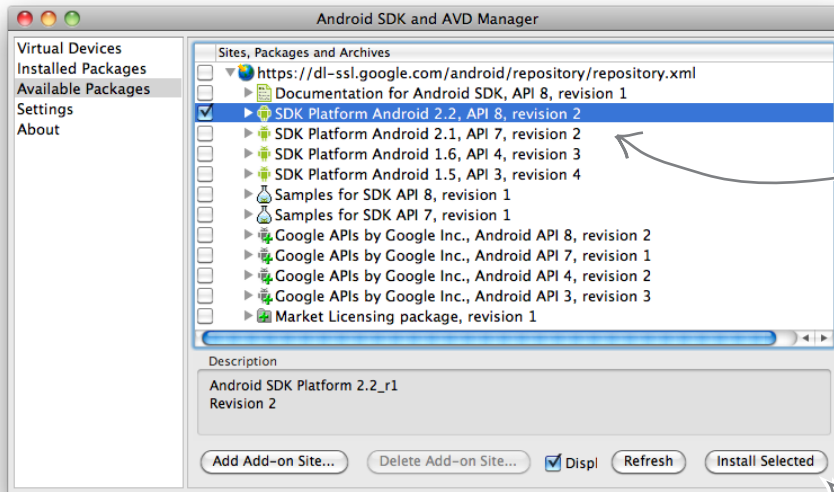 Android SDK and AVD Manager
Virtual Devices
Installed Packages
Available Packages
Settings
About
Sites, Packages and Archives
https://dl-ssl.google.com/android/repository/repository.xml
Documentation for Android SDK, API 8, revision 1
SDK Platform Android 2.2, API 8, revision 2
SDK Platform Android 2.1, API 7, revision 2
SDK Platform Android 1.6, API 4, revision 3
SDK Platform Android 1.5, API 3, revision 4
Samples for SDK API 8, revision 1
Samples for SDK API 7, revision 1
Google APIs by Google Inc., Android API 8, revision 2
Google APIs by Google Inc., Android API 7, revision 1
Google APIs by Google Inc., Android API 4, revision 2
Google APIs by Google Inc., Android API 3, revision 3
Market Licensing package, revision 1
Description
Android SDK Platform 2.2_r1
Revision 2
Add Add-on Site... Delete Add-on Site... Displ Refresh Install Selected